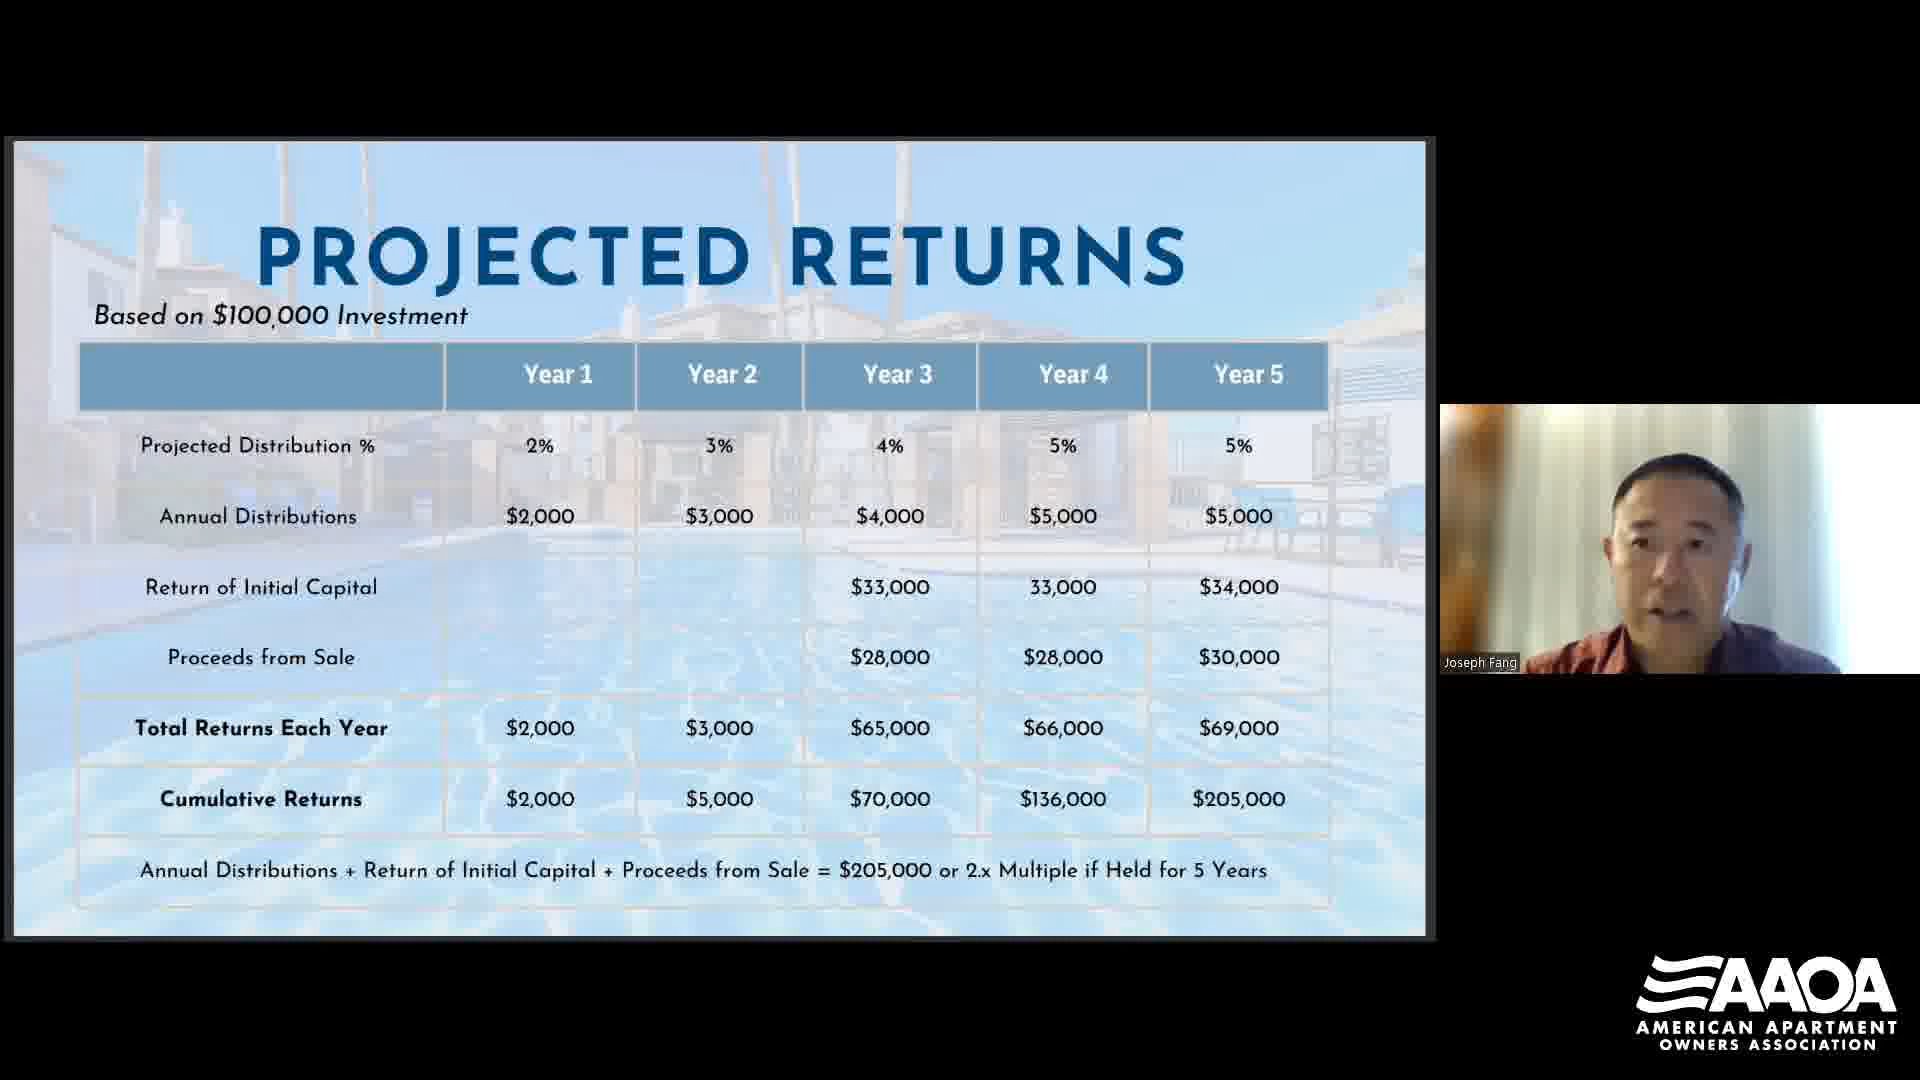 PROJECTED RETURNS
Based on $100,000 Investment
Year 1 Year 2 Year 3 Year 4 Year 5
Projected Distribution % 2% 3% 4% 5% 5%
Annual Distributions $2,000 $3,000 $4,000 $5,000 $5,000
Return of Initial Capital $33,000 33,000 $34,000
Proceeds from Sale $28,000 $28,000 $30,000
Total Returns Each Year $2,000 $3,000 $65,000 $66,000 $69,000
Cumulative Returns $2,000 $5,000 $70,000 $136,000 $205,000
Annual Distributions + Return of Initial Capital + Proceeds from Sale = $205,000 or 2.x Multiple if Held for 5 Years
Joseph Fang
AAOA
AMERICAN APARTMENT
OWNERS ASSOCIATION